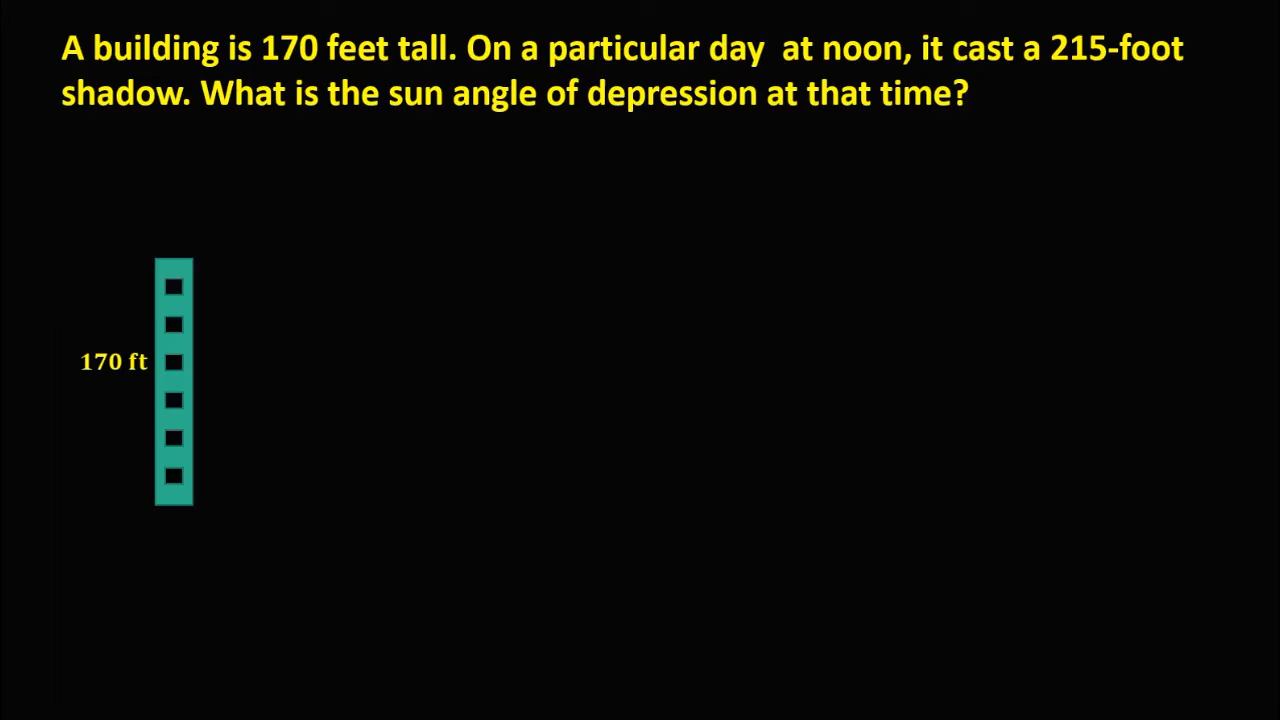 A building is 170 feet tall. On a particular day  at noon, it cast a 215-foot
shadow. What is the sun angle of depression at that time?
170 ft